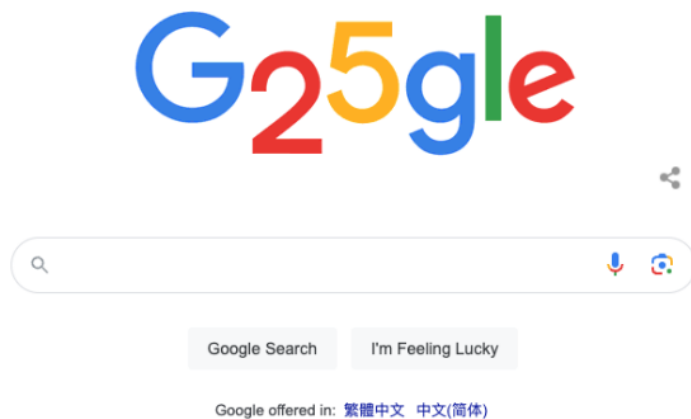 G25gle
Google Search I'm Feeling Lucky
Google offered in: 繁體中文 中文(简体)